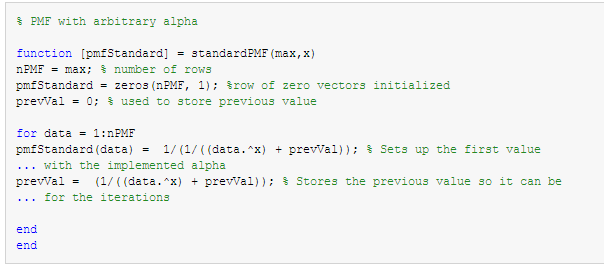 % PMF with arbitrary alpha
function [pmfStandard] = standardPMF(max,x)
nPMF = max; % number of rows
pmfStandard = zeros(nPMF, 1); %row of zero vectors initialized
prevVal = 0; % used to store previous value
for data = 1:nPMF
pmfStandard(data) =  1/(1/((data.^x) + prevVal)); % Sets up the first value
... with the implemented alpha
prevVal =  (1/((data.^x) + prevVal)); % Stores the previous value so it can be
... for the iterations
end
end